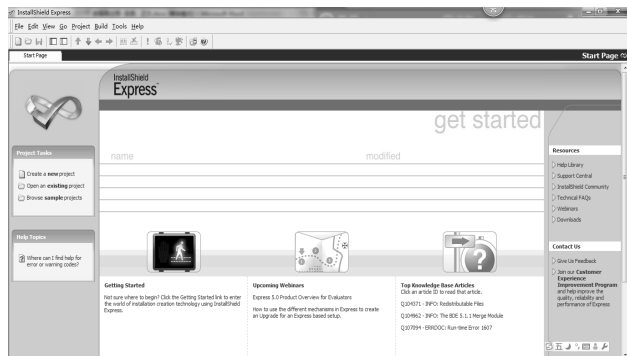 InstallShield Express
75
File Edit View Go Project Build Tools Help
Start Page
Start Page
InstallShield
Express
get started
name modified
Project Tasks
Create a new project
Open an existing project
Browse sample projects
Help Topics
Where can I find help for
error or warning codes?
Getting Started
Not sure where to begin? Click the Getting Started link to enter
the world of installation creation technology using InstallShield
Express.
Upcoming Webinars
Express 5.0 Product Overview for Evaluators
How to use the different mechanisms in Express to create
an Upgrade for an Express based setup.
Top Knowledge Base Articles
Click an article ID to read that article.
Q104371 - INFO: Redistributable Files
Q104962 - INFO: The BDE 5.1.1 Merge Module
Q107094 - ERRDOC: Run-time Error 1607
Resources
Help Library
Support Central
InstallShield Community
Technical FAQs
Webinars
Downloads
Contact Us
Give Us Feedback
Join our Customer
Experience
Improvement Program
and help improve the
quality, reliability and
performance of Express
五